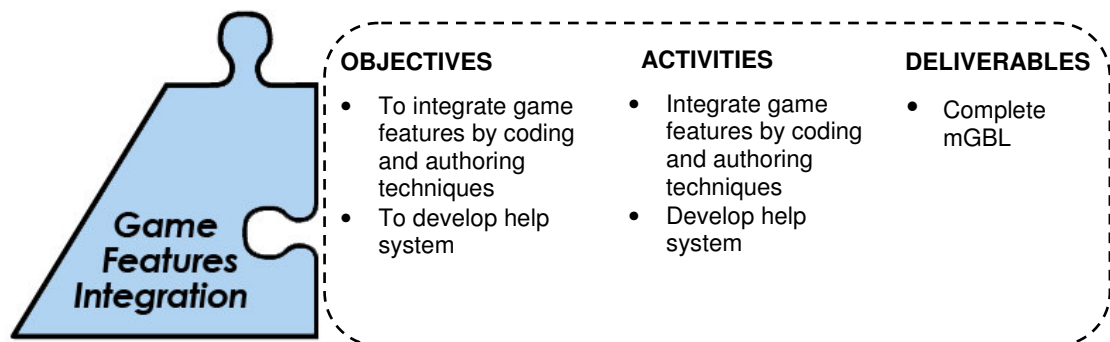 Game
Features
Integration
OBJECTIVES
• To integrate game
features by coding
and authoring
techniques
• To develop help
system
ACTIVITIES
• Integrate game
features by coding
and authoring
techniques
• Develop help
system
DELIVERABLES
• Complete
mGBL